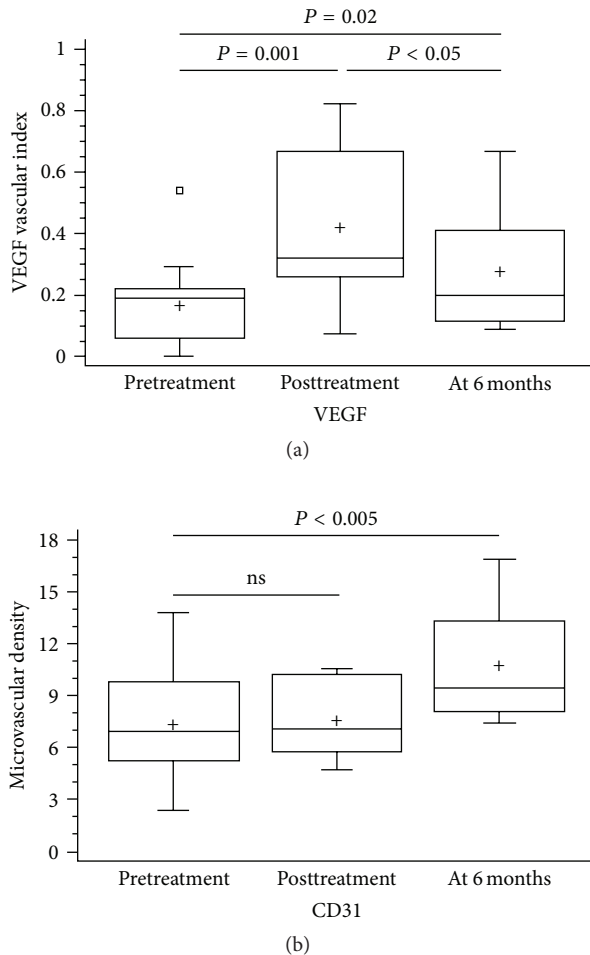 P = 0.02
P = 0.001 P < 0.05
1
0.8
0.6
0.4
0.2
0
VEGF vascular index
Pretreatment Posttreatment At 6 months
VEGF
(a)
P < 0.005
ns
18
15
12
9
6
3
0
Microvascular density
Pretreatment Posttreatment At 6 months
CD31
(b)